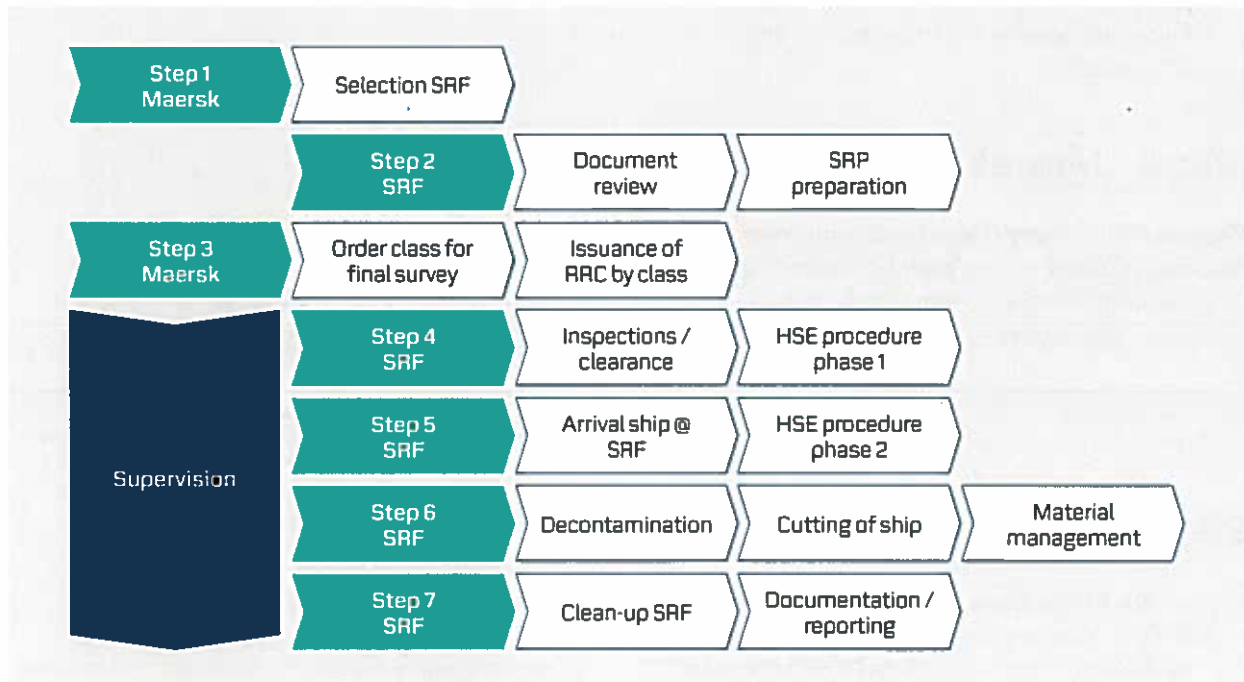 Step 1
Maersk
Selection SRF
Step 2
SRF
Document
review
SRP
preparation
Step 3
Maersk
Order class for
final survey
Issuance of
RRC by class
Supervision
Step 4
SRF
Inspections /
clearance
HSE procedure
phase 1
Step 5
SRF
Arrival ship @
SRF
HSE procedure
phase 2
Step 6
SRF
Decontamination
Cutting of ship
Material
management
Step 7
SRF
Clean-up SRF
Documentation /
reporting